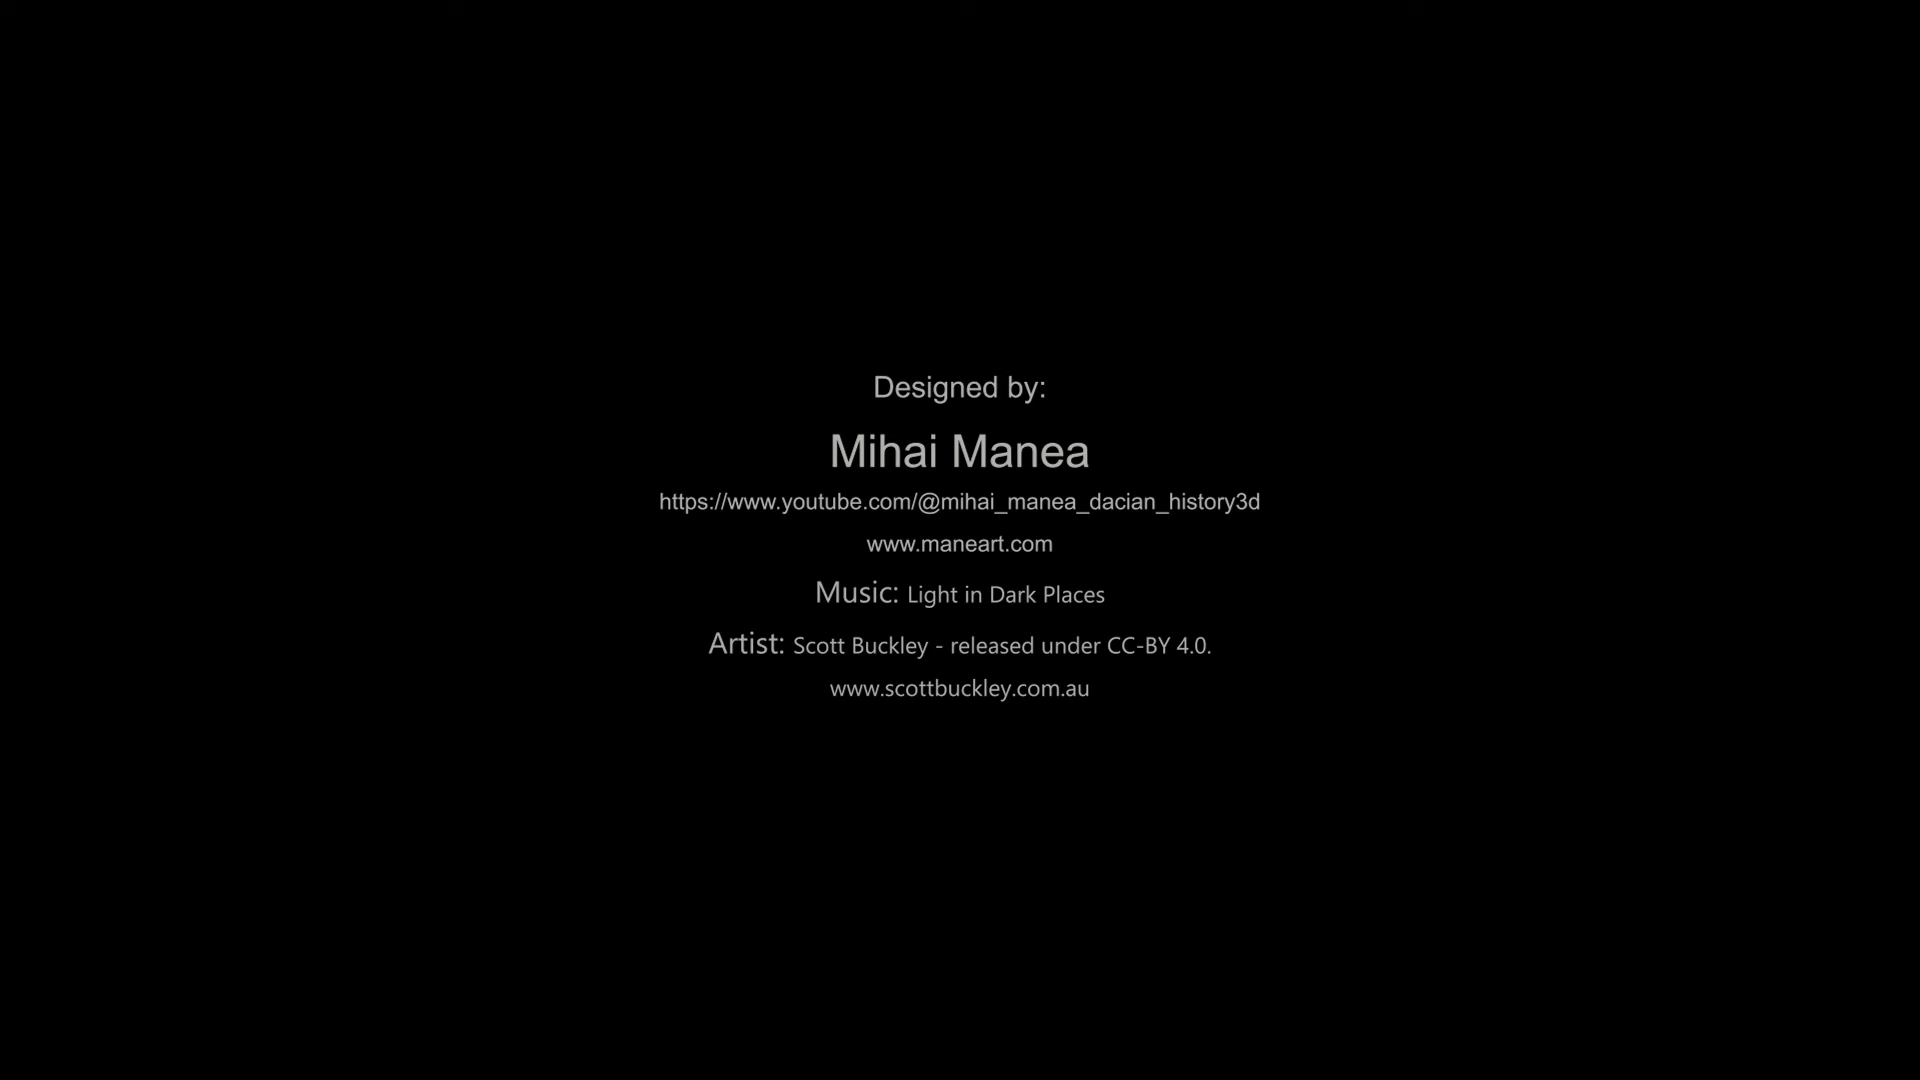 Designed by:
Mihai Manea
https://www.youtube.com/@mihai_manea_dacian_history3d
www.maneart.com
Music: Light in Dark Places
Artist: Scott Buckley - released under CC-BY 4.0.
www.scottbuckley.com.au